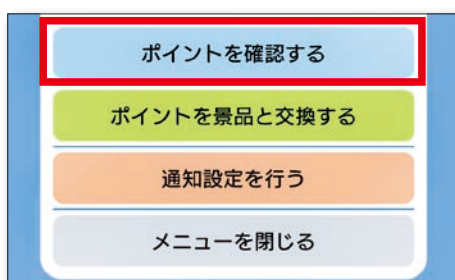 ポイントを確認する
ポイントを景品と交換する
通知設定を行う
メニューを閉じる